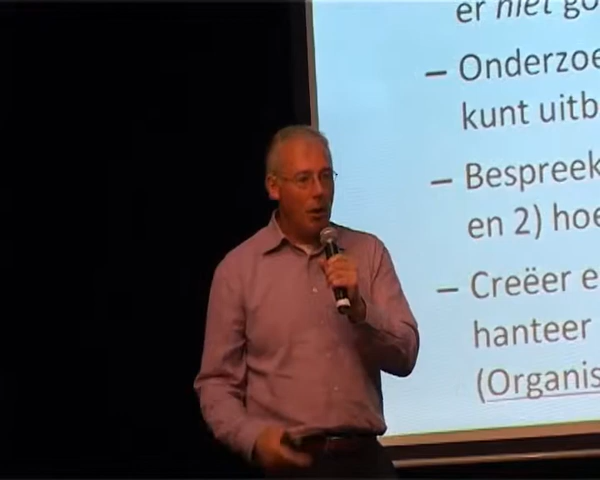 er niet go
– Onderzoe
kunt uitb
– Bespreek
en 2) hoe
– Creëer e
hanteer
(Organis